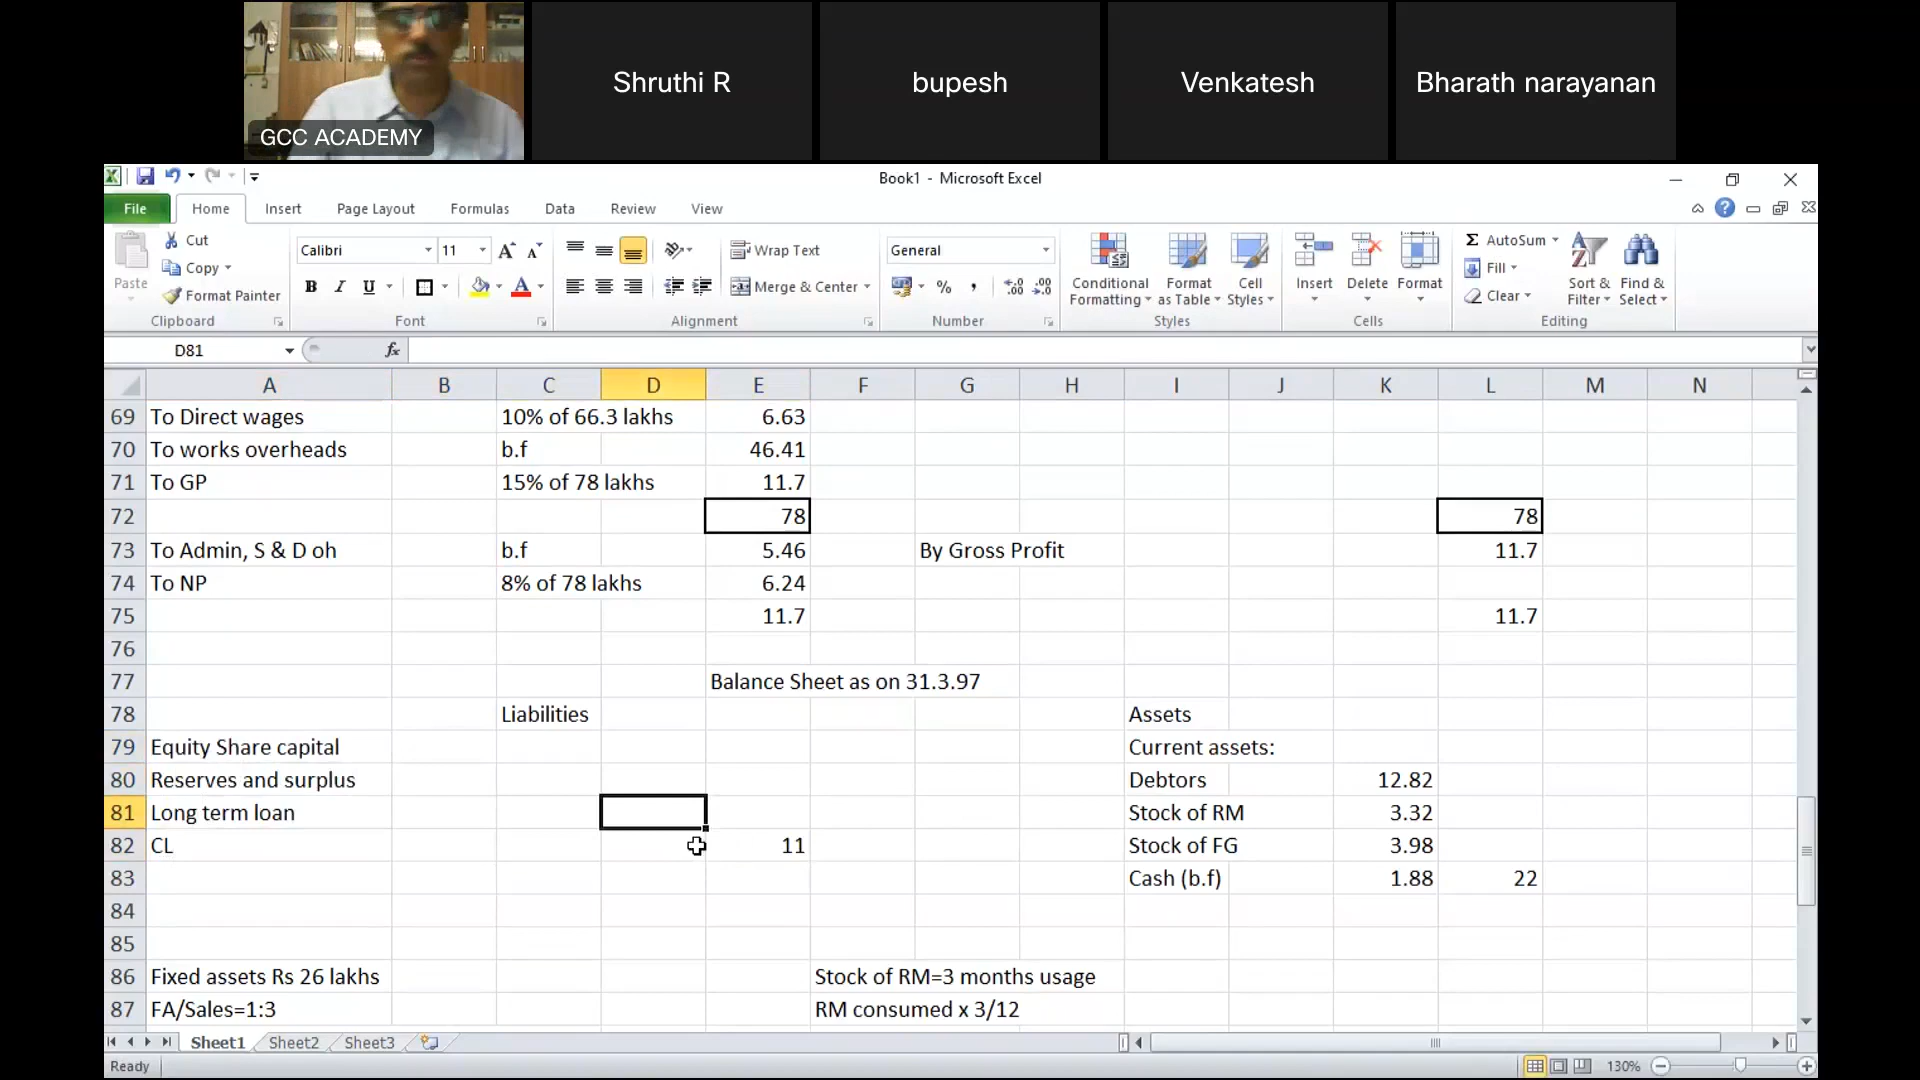 GCC ACADEMY
Shruthi R
bupesh
Venkatesh
Bharath narayanan
Book1 - Microsoft Excel
File Home Insert Page Layout Formulas Data Review View
Cut
Copy
Format Painter
Paste
Clipboard
Calibri 11
B I U
Font
Wrap Text
Merge & Center
Alignment
General
Number
Conditional Formatting
Format as Table
Cell Styles
Styles
Insert Delete Format
Cells
AutoSum
Fill
Clear
Sort & Filter
Find & Select
Editing
D81 fx
A B C D E F G H I J K L M N
69 To Direct wages 10% of 66.3 lakhs 6.63
70 To works overheads b.f 46.41
71 To GP 15% of 78 lakhs 11.7
72 78 78
73 To Admin, S & D oh b.f 5.46 By Gross Profit 11.7
74 To NP 8% of 78 lakhs 6.24
75 11.7 11.7
76
77 Balance Sheet as on 31.3.97
78 Liabilities Assets
79 Equity Share capital Current assets:
80 Reserves and surplus Debtors 12.82
81 Long term loan Stock of RM 3.32
82 CL 11 Stock of FG 3.98
83 Cash (b.f) 1.88 22
84
85
86 Fixed assets Rs 26 lakhs Stock of RM=3 months usage
87 FA/Sales=1:3 RM consumed x 3/12
Sheet1 Sheet2 Sheet3
Ready 130%